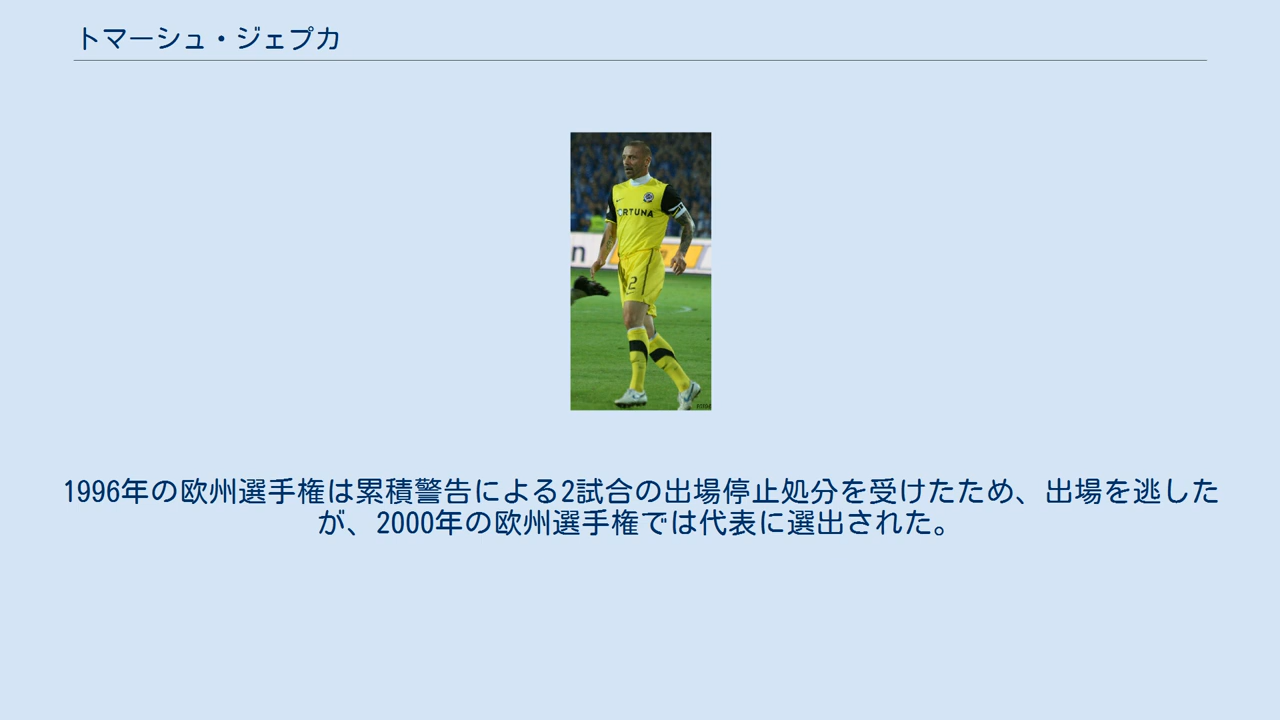 トマーシュ・ジェプカ
FORTUNA
2
n
1996年の欧州選手権は累積警告による2試合の出場停止処分を受けたため、出場を逃した
が、2000年の欧州選手権では代表に選出された。